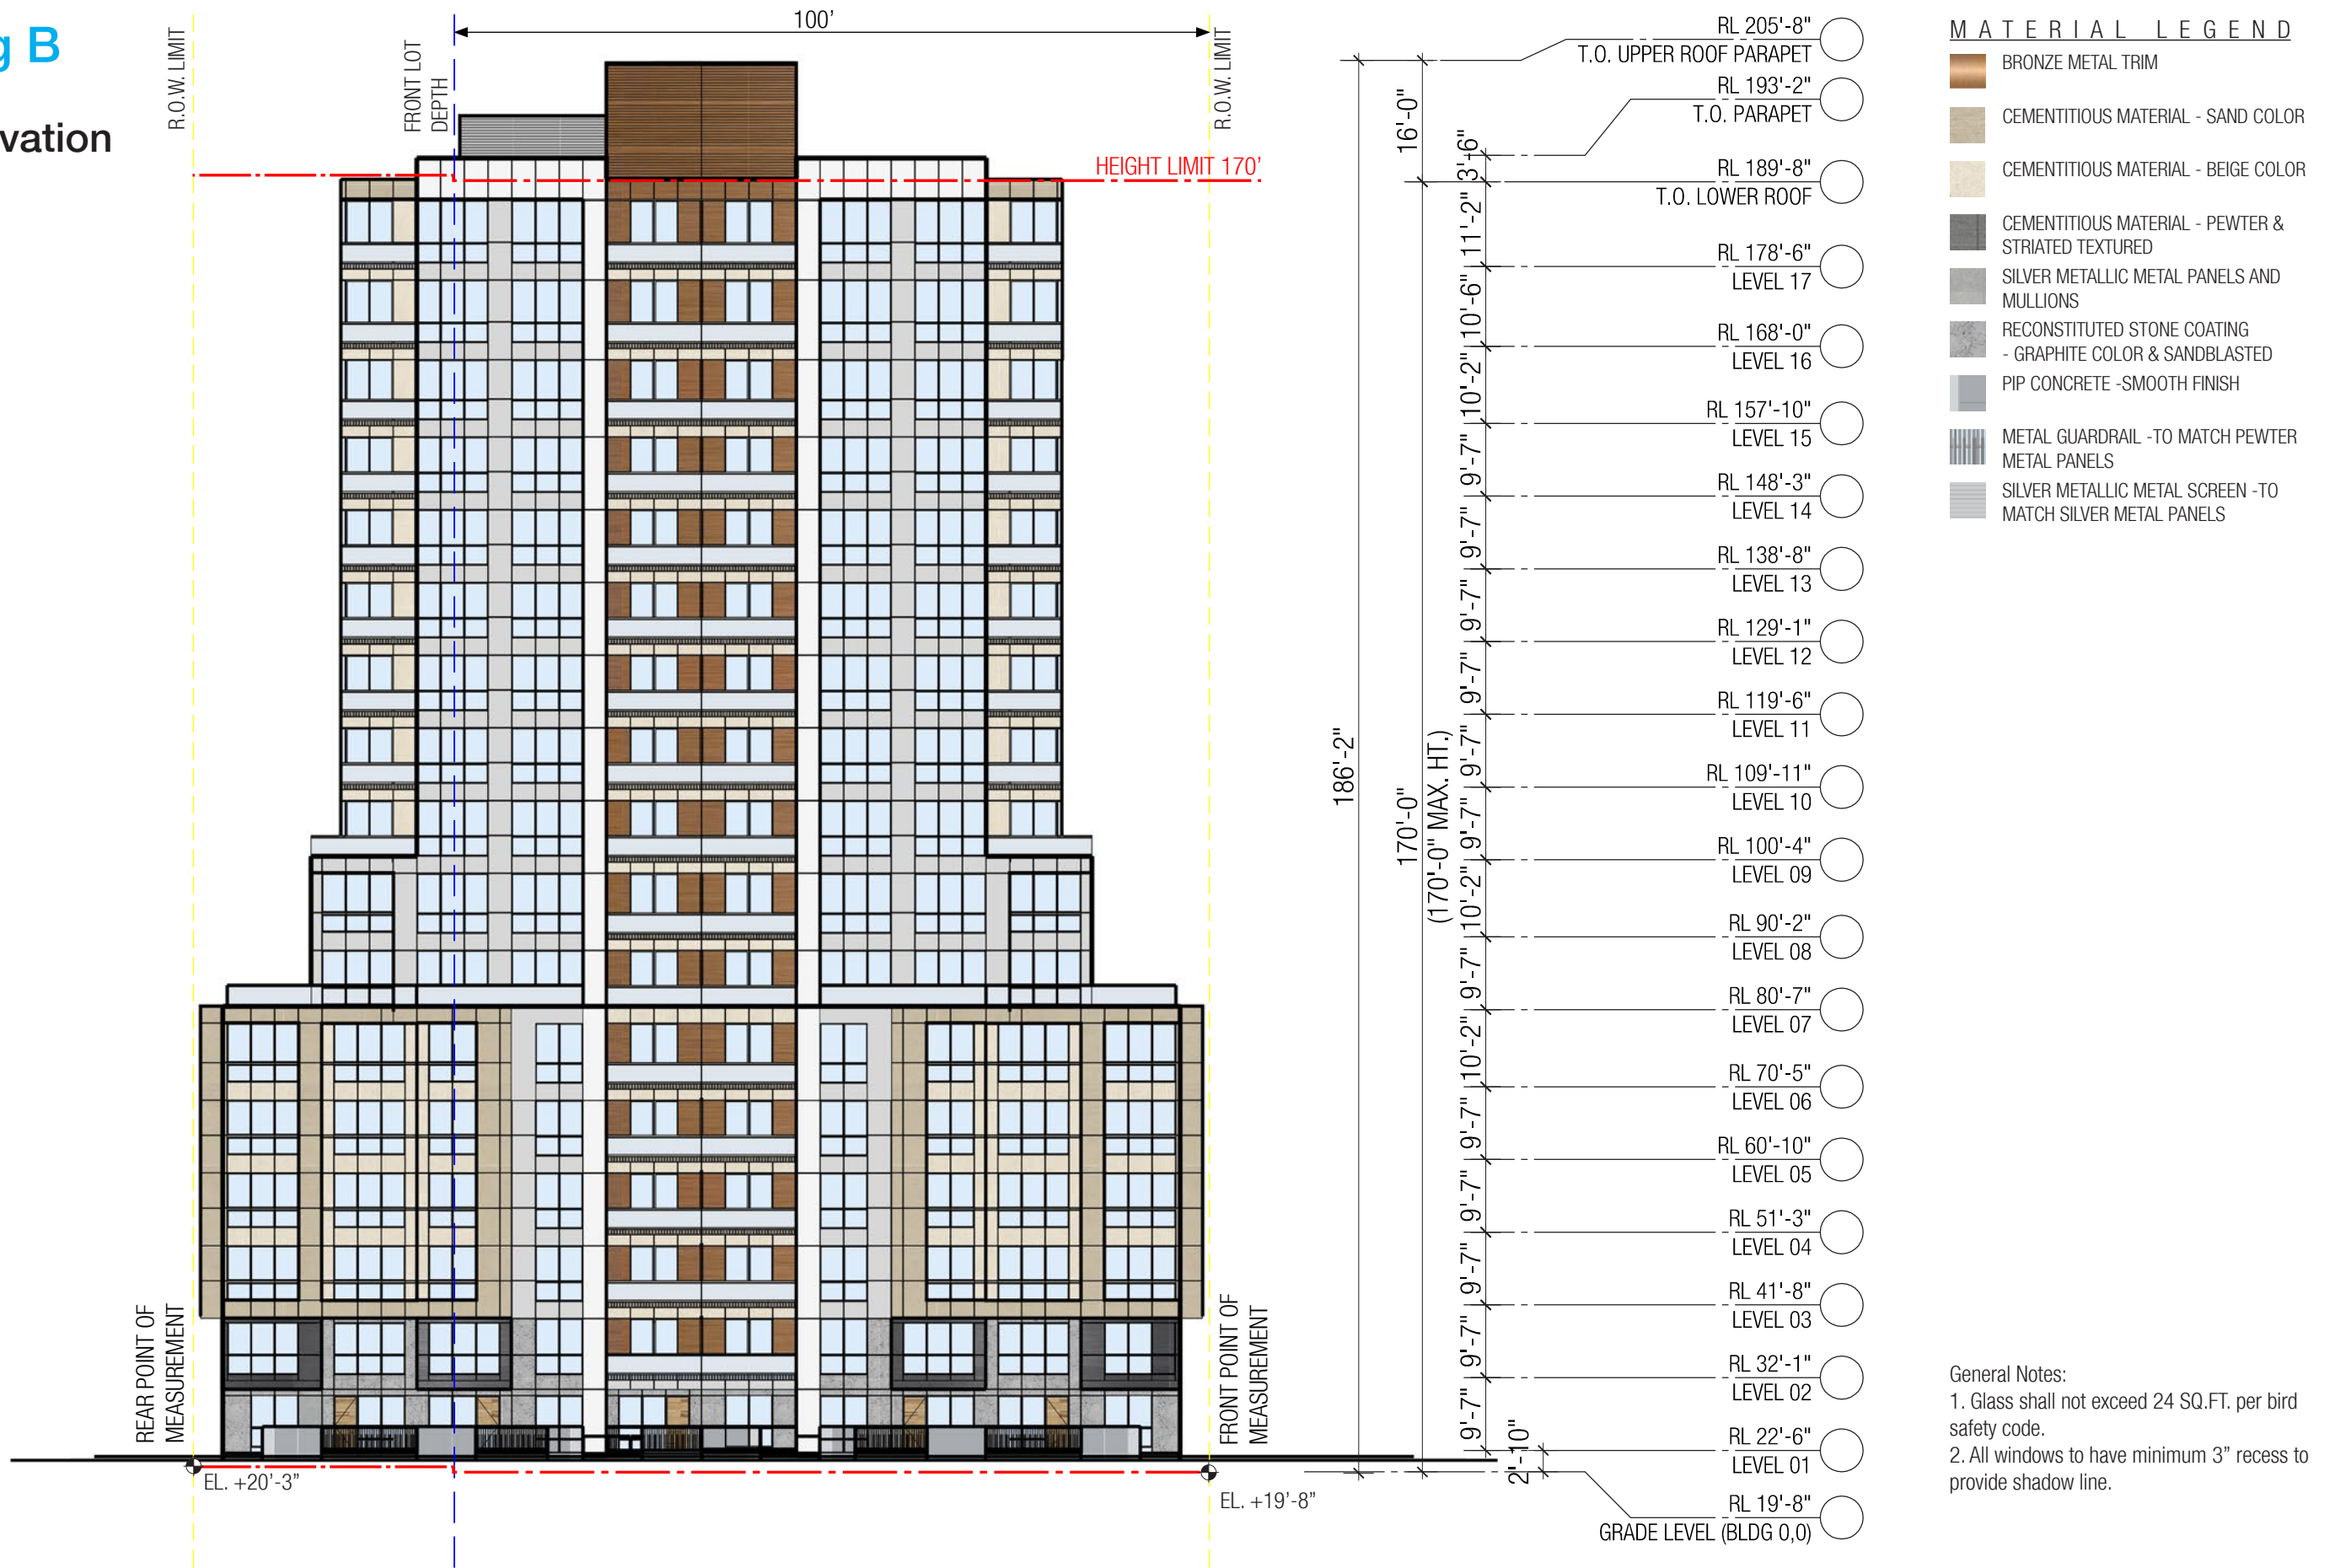 g B
vation
R.O.W. LIMIT
FRONT LOT
DEPTH
100’
R.O.W. LIMIT
HEIGHT LIMIT 170’
REAR POINT OF
MEASUREMENT
EL. +20’-3”
FRONT POINT OF
MEASUREMENT
EL. +19’-8”
186'-2"
16'-0"
170'-0"
(170'-0" MAX. HT.)
3'-6"
11'-2"
10'-6"
10'-2"
9'-7"
9'-7"
9'-7"
9'-7"
9'-7"
9'-7"
10'-2"
9'-7"
10'-2"
9'-7"
9'-7"
9'-7"
9'-7"
9'-7"
2'-10"
RL 205'-8"
T.O. UPPER ROOF PARAPET
RL 193'-2"
T.O. PARAPET
RL 189'-8"
T.O. LOWER ROOF
RL 178'-6"
LEVEL 17
RL 168'-0"
LEVEL 16
RL 157'-10"
LEVEL 15
RL 148'-3"
LEVEL 14
RL 138'-8"
LEVEL 13
RL 129'-1"
LEVEL 12
RL 119'-6"
LEVEL 11
RL 109'-11"
LEVEL 10
RL 100'-4"
LEVEL 09
RL 90'-2"
LEVEL 08
RL 80'-7"
LEVEL 07
RL 70'-5"
LEVEL 06
RL 60'-10"
LEVEL 05
RL 51'-3"
LEVEL 04
RL 41'-8"
LEVEL 03
RL 32'-1"
LEVEL 02
RL 22'-6"
LEVEL 01
RL 19'-8"
GRADE LEVEL (BLDG 0,0)
MATERIAL LEGEND
BRONZE METAL TRIM
CEMENTITIOUS MATERIAL - SAND COLOR
CEMENTITIOUS MATERIAL - BEIGE COLOR
CEMENTITIOUS MATERIAL - PEWTER &
STRIATED TEXTURED
SILVER METALLIC METAL PANELS AND
MULLIONS
RECONSTITUTED STONE COATING
- GRAPHITE COLOR & SANDBLASTED
PIP CONCRETE -SMOOTH FINISH
METAL GUARDRAIL -TO MATCH PEWTER
METAL PANELS
SILVER METALLIC METAL SCREEN -TO
MATCH SILVER METAL PANELS
General Notes:
1. Glass shall not exceed 24 SQ.FT. per bird
safety code.
2. All windows to have minimum 3” recess to
provide shadow line.